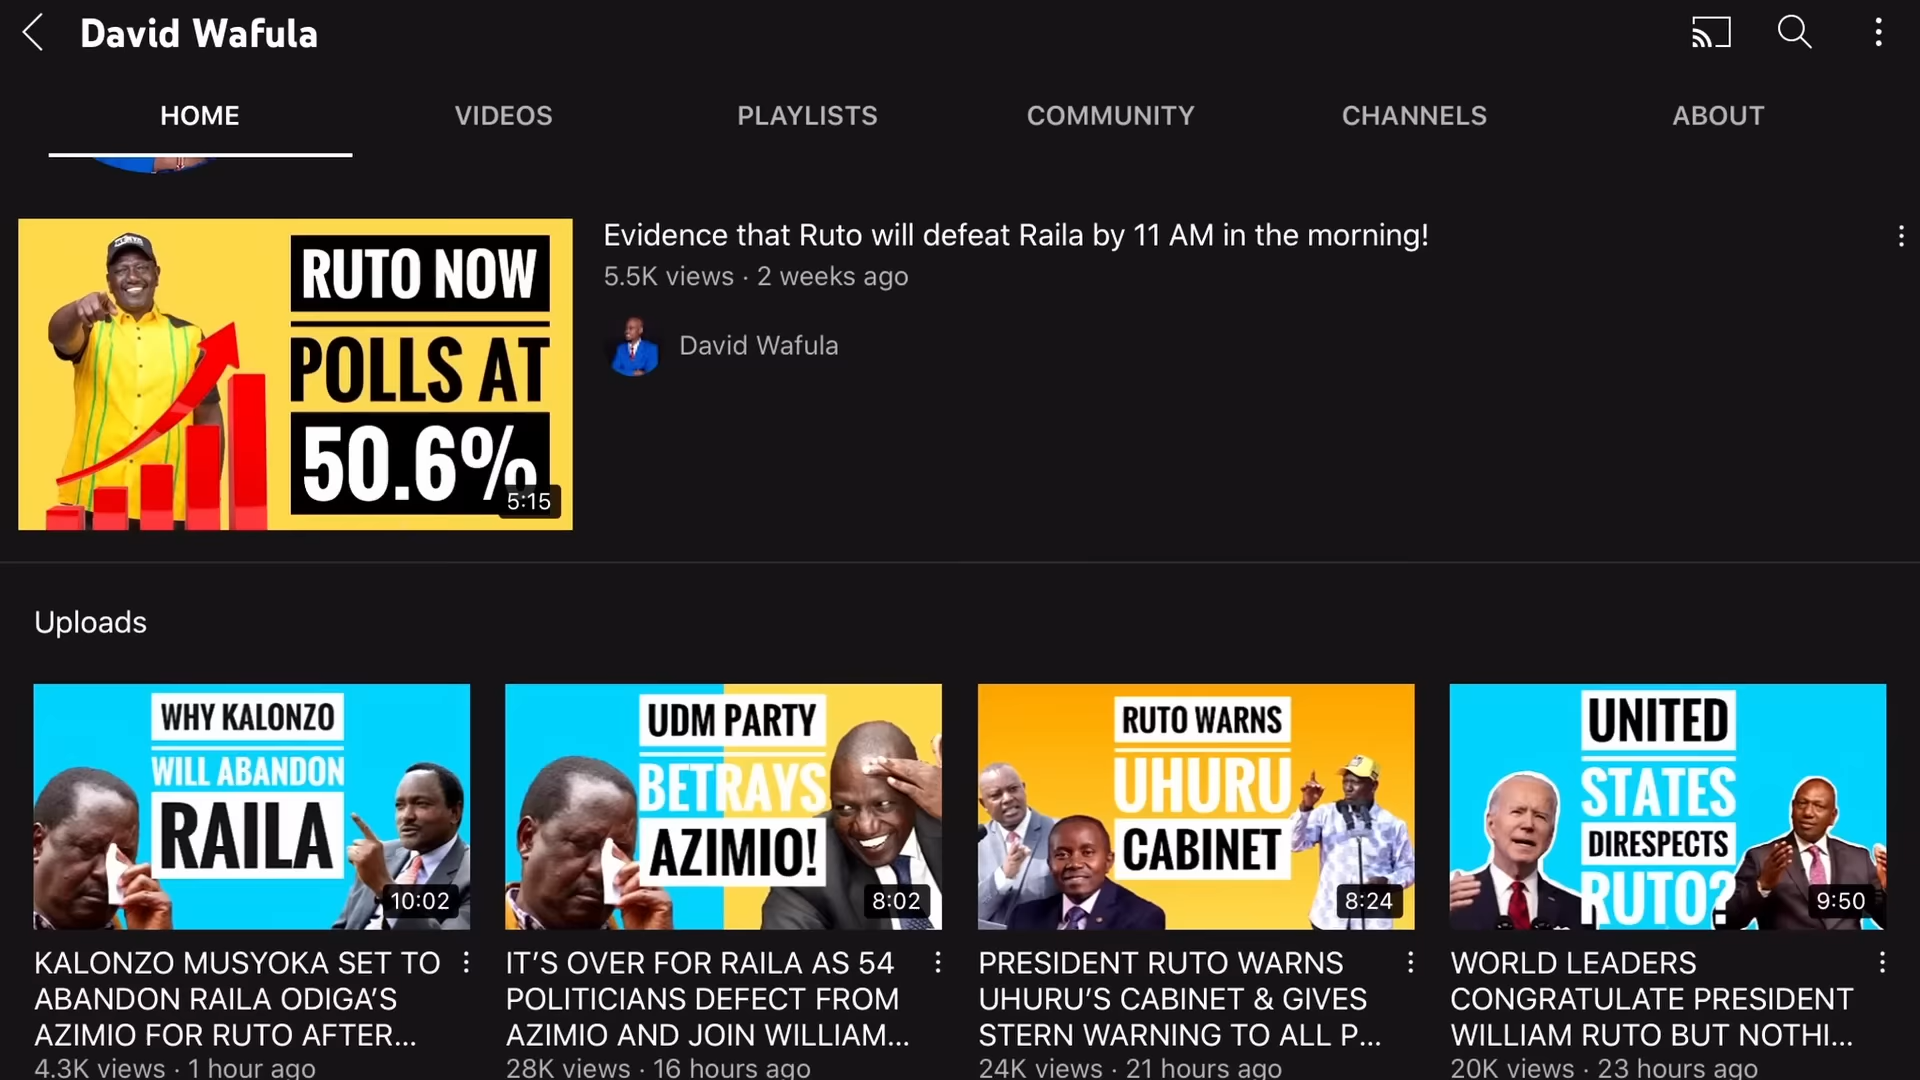 David Wafula
HOME
VIDEOS
PLAYLISTS
COMMUNITY
CHANNELS
ABOUT
RUTO NOW
POLLS AT
50.6%
5:15
Evidence that Ruto will defeat Raila by 11 AM in the morning!
5.5K views · 2 weeks ago
David Wafula
Uploads
WHY KALONZO
WILL ABANDON
RAILA
10:02
KALONZO MUSYOKA SET TO
ABANDON RAILA ODIGA’S
AZIMIO FOR RUTO AFTER...
4.3K views · 1 hour ago
UDM PARTY
BETRAYS
AZIMIO!
8:02
IT’S OVER FOR RAILA AS 54
POLITICIANS DEFECT FROM
AZIMIO AND JOIN WILLIAM...
28K views · 16 hours ago
RUTO WARNS
UHURU
CABINET
8:24
PRESIDENT RUTO WARNS
UHURU’S CABINET & GIVES
STERN WARNING TO ALL P...
24K views · 21 hours ago
UNITED
STATES
DIRESPECTS
RUTO?
9:50
WORLD LEADERS
CONGRATULATE PRESIDENT
WILLIAM RUTO BUT NOTHI...
20K views · 23 hours ago